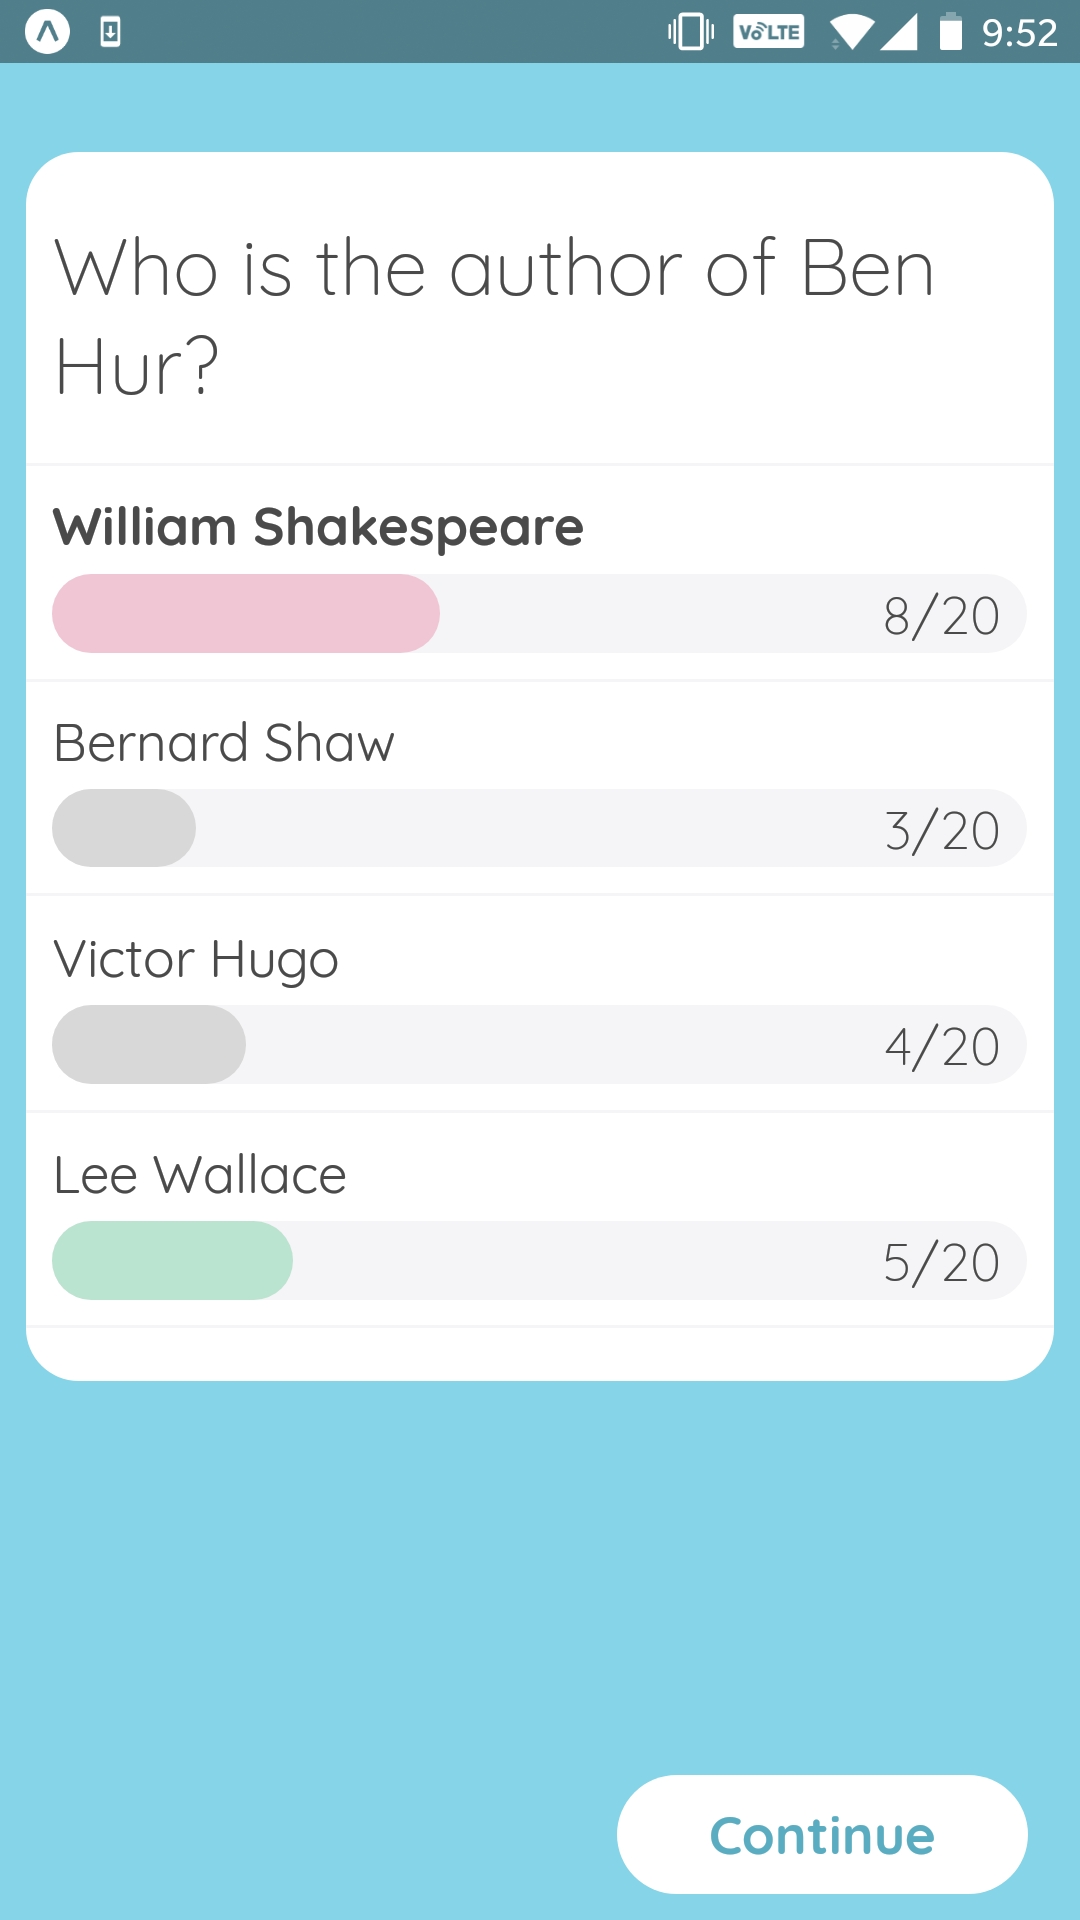 VoLTE 9:52
Who is the author of Ben
Hur?
William Shakespeare
8/20
Bernard Shaw
3/20
Victor Hugo
4/20
Lee Wallace
5/20
Continue